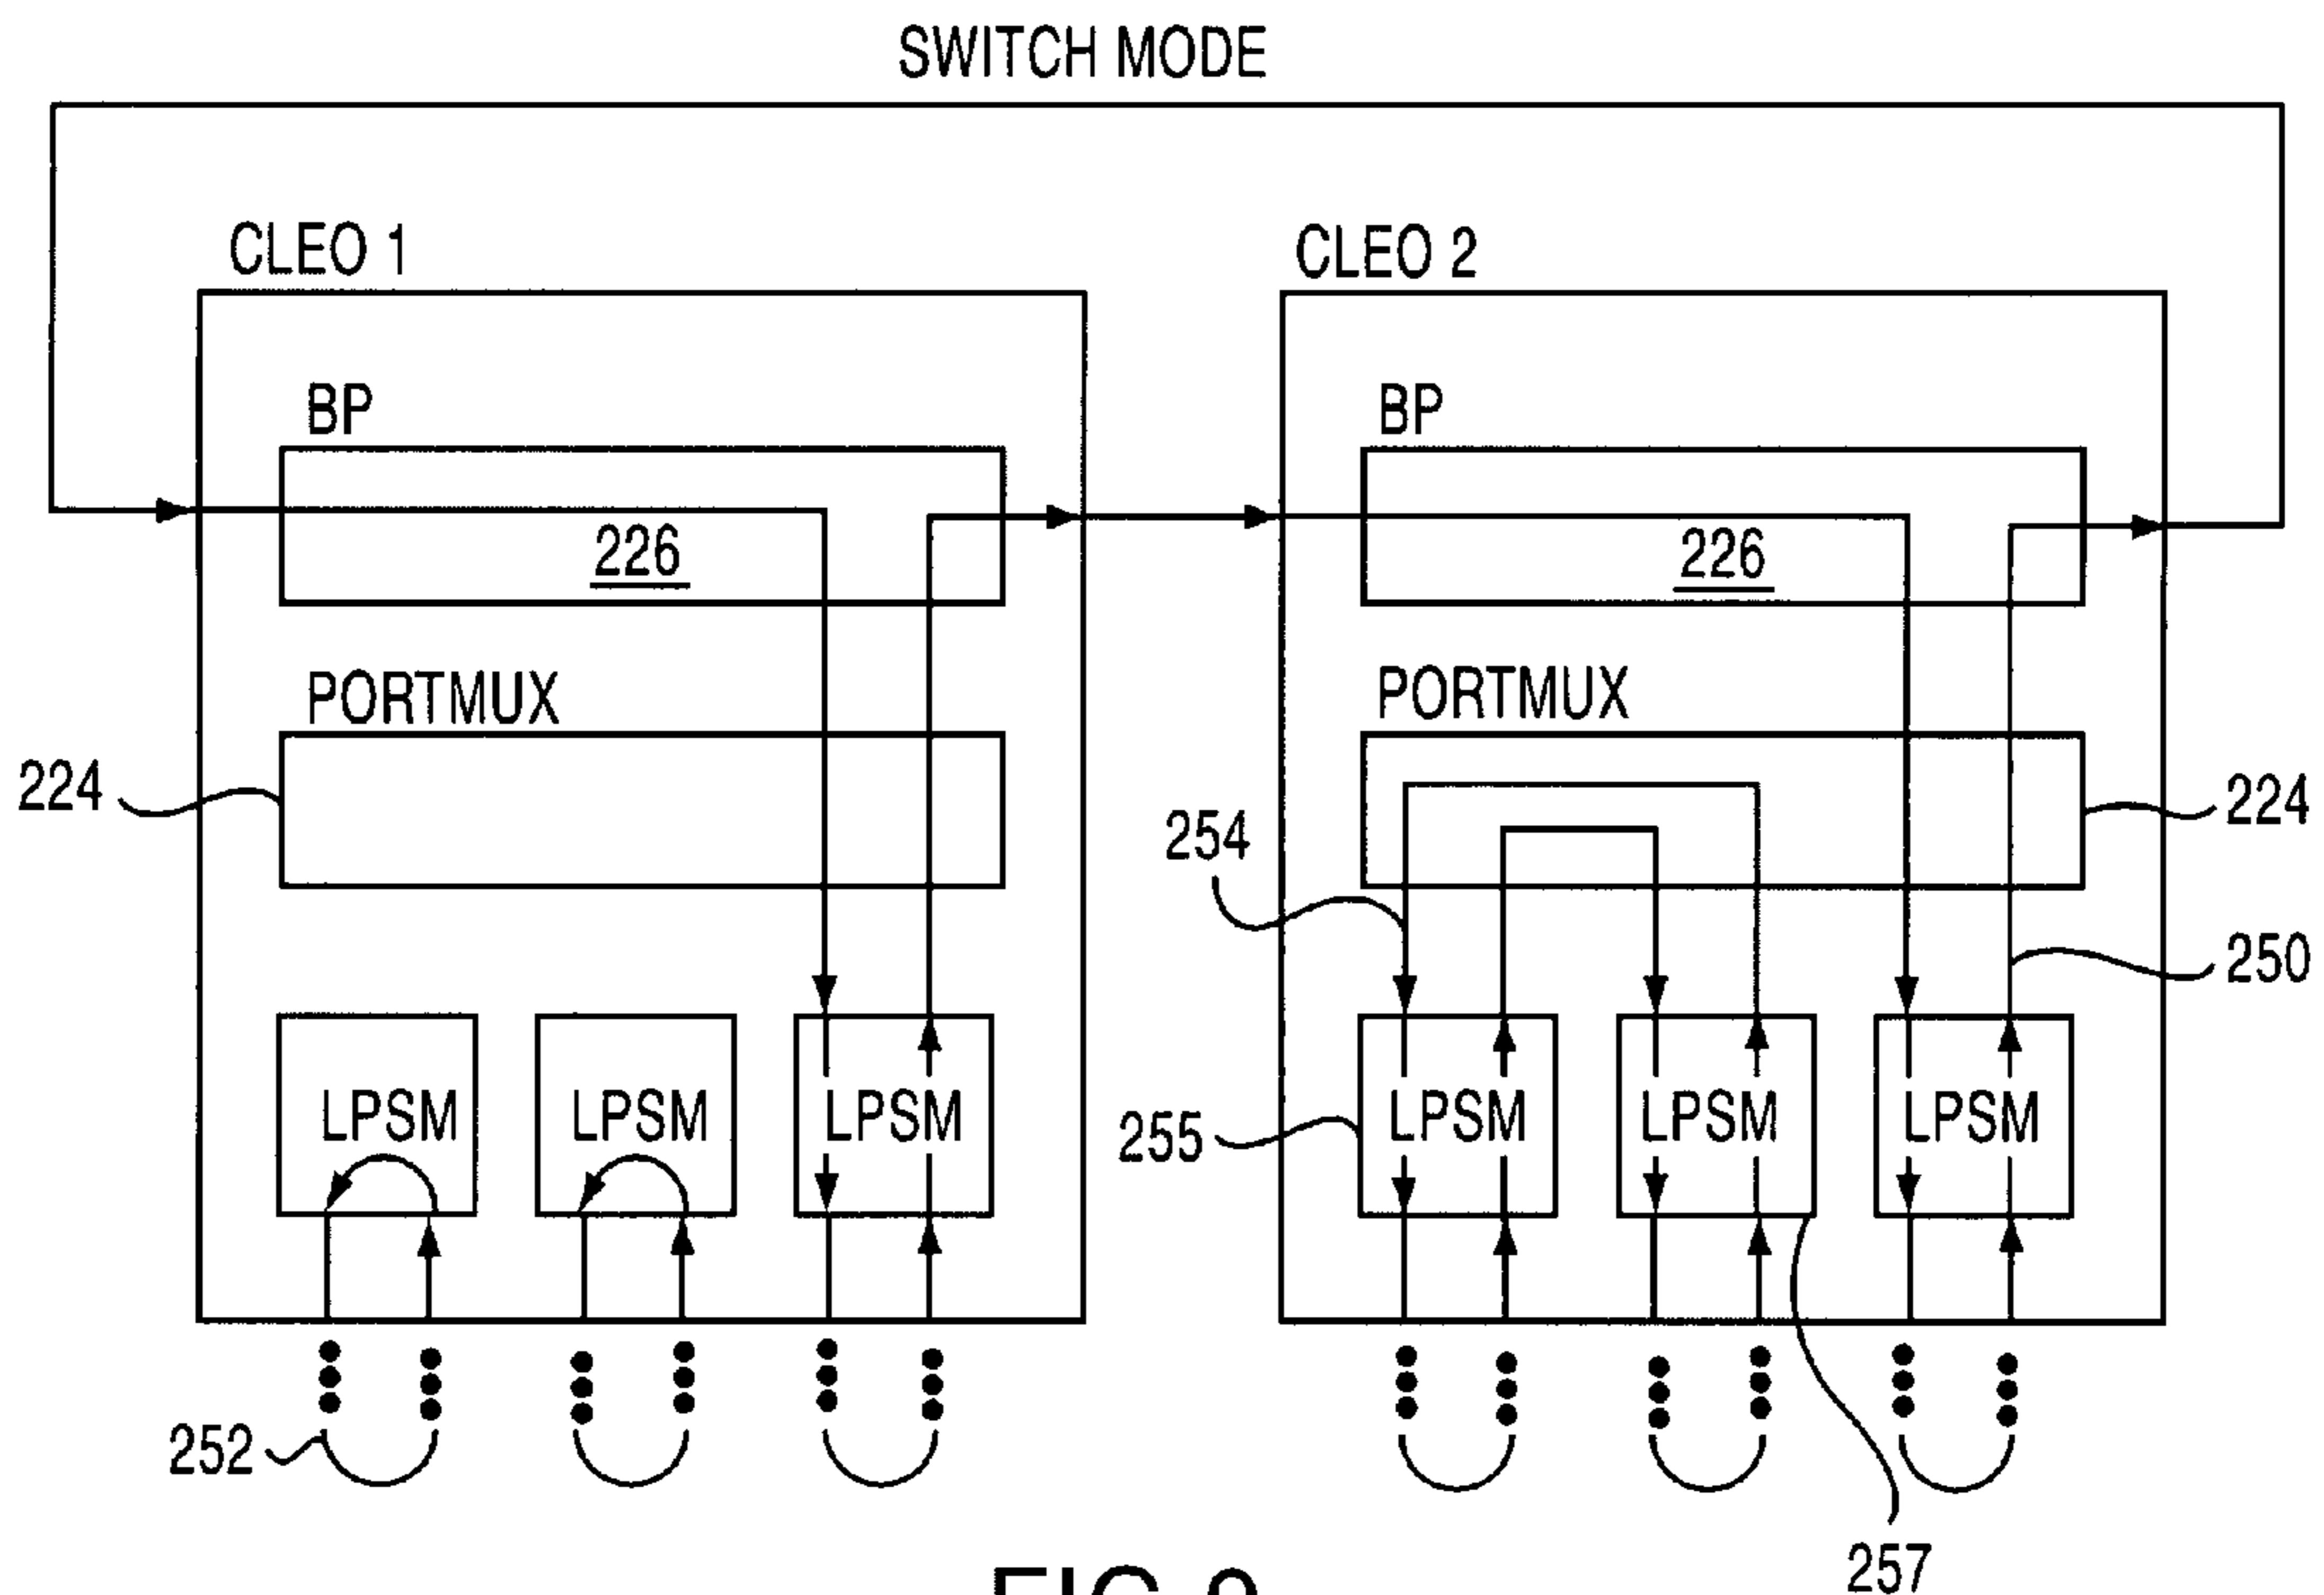 SWITCH MODE
CLEO 1
CLEO 2
BP
BP
226
226
PORTMUX
PORTMUX
224
224
254
250
LPSM
LPSM
LPSM
LPSM
LPSM
LPSM
255
252
257